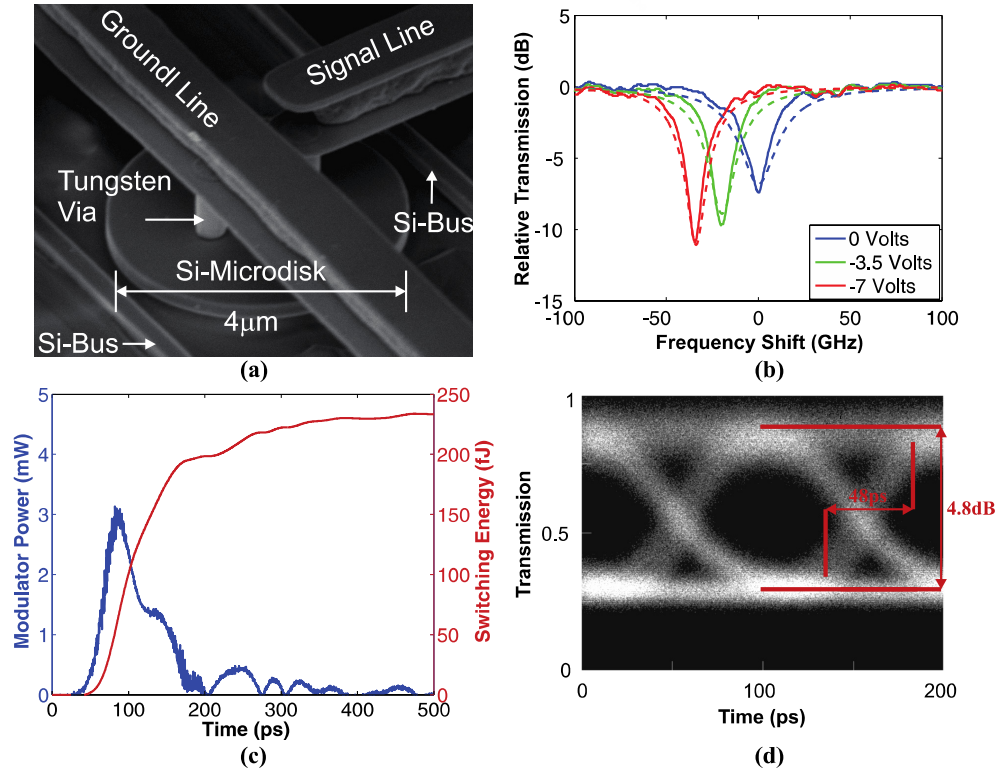 Groundl Line
Signal Line
Tungsten
Via
Si-Bus
Si-Microdisk
4μm
Si-Bus
(a)
5
0
-5
-10
-15
-100
-50
0
50
100
Relative Transmission (dB)
Frequency Shift (GHz)
0 Volts
-3.5 Volts
-7 Volts
(b)
5
4
3
2
1
0
Modulator Power (mW)
250
200
150
100
50
0
Switching Energy (fJ)
0
100
200
300
400
500
Time (ps)
(c)
1
0.5
0
Transmission
48ps
4.8dB
0
100
200
Time (ps)
(d)